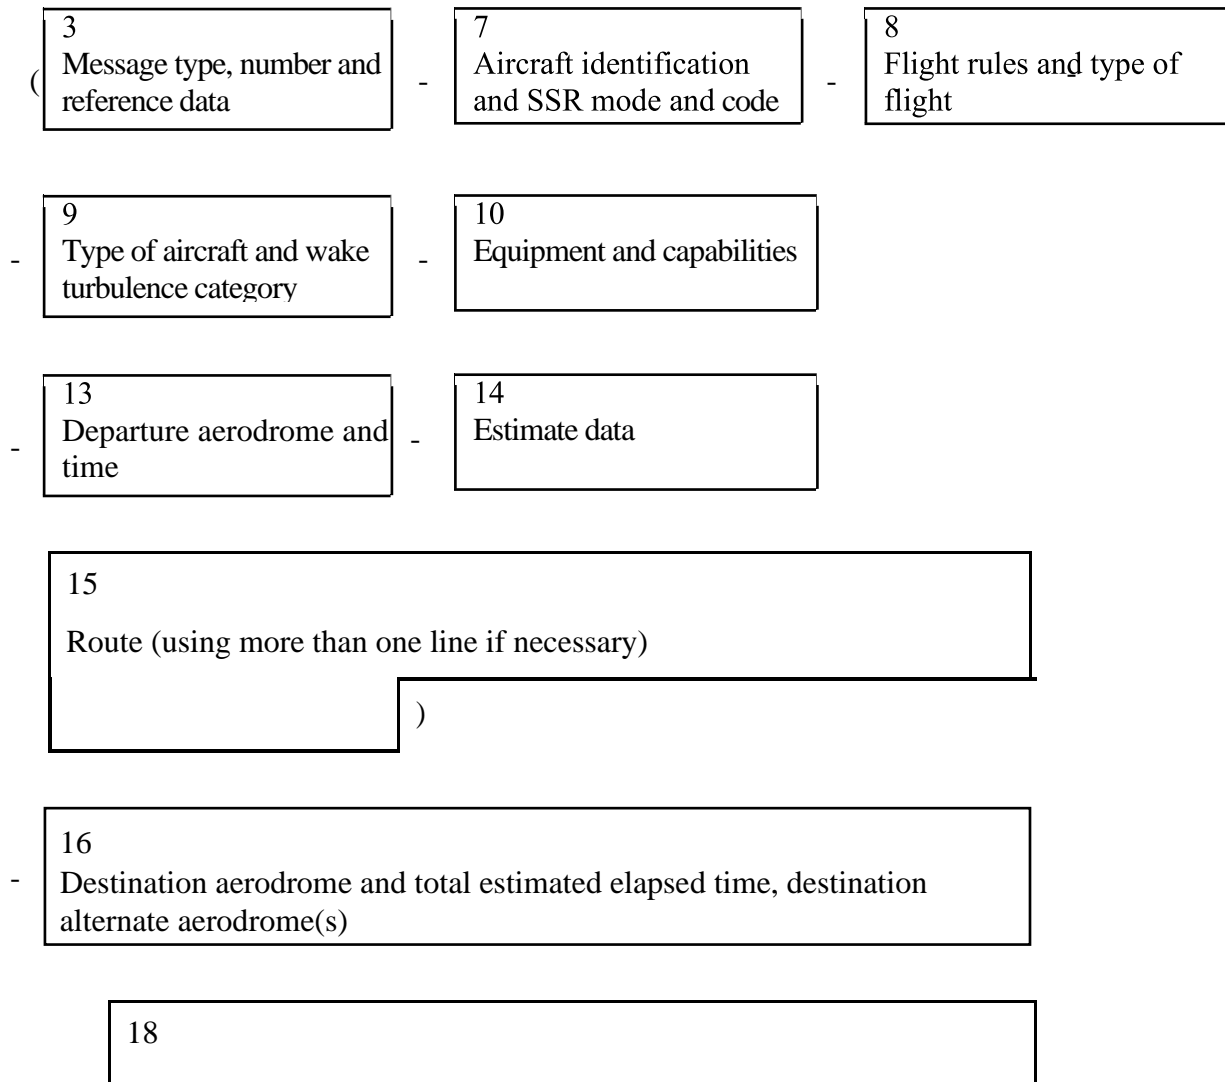 3
Message type, number and
reference data
(
-
7
Aircraft identification
and SSR mode and code
-
8
Flight rules and type of
flight
-
9
Type of aircraft and wake
turbulence category
-
10
Equipment and capabilities
-
13
Departure aerodrome and
time
-
14
Estimate data
15
Route (using more than one line if necessary)
)
-
16
Destination aerodrome and total estimated elapsed time, destination
alternate aerodrome(s)
18